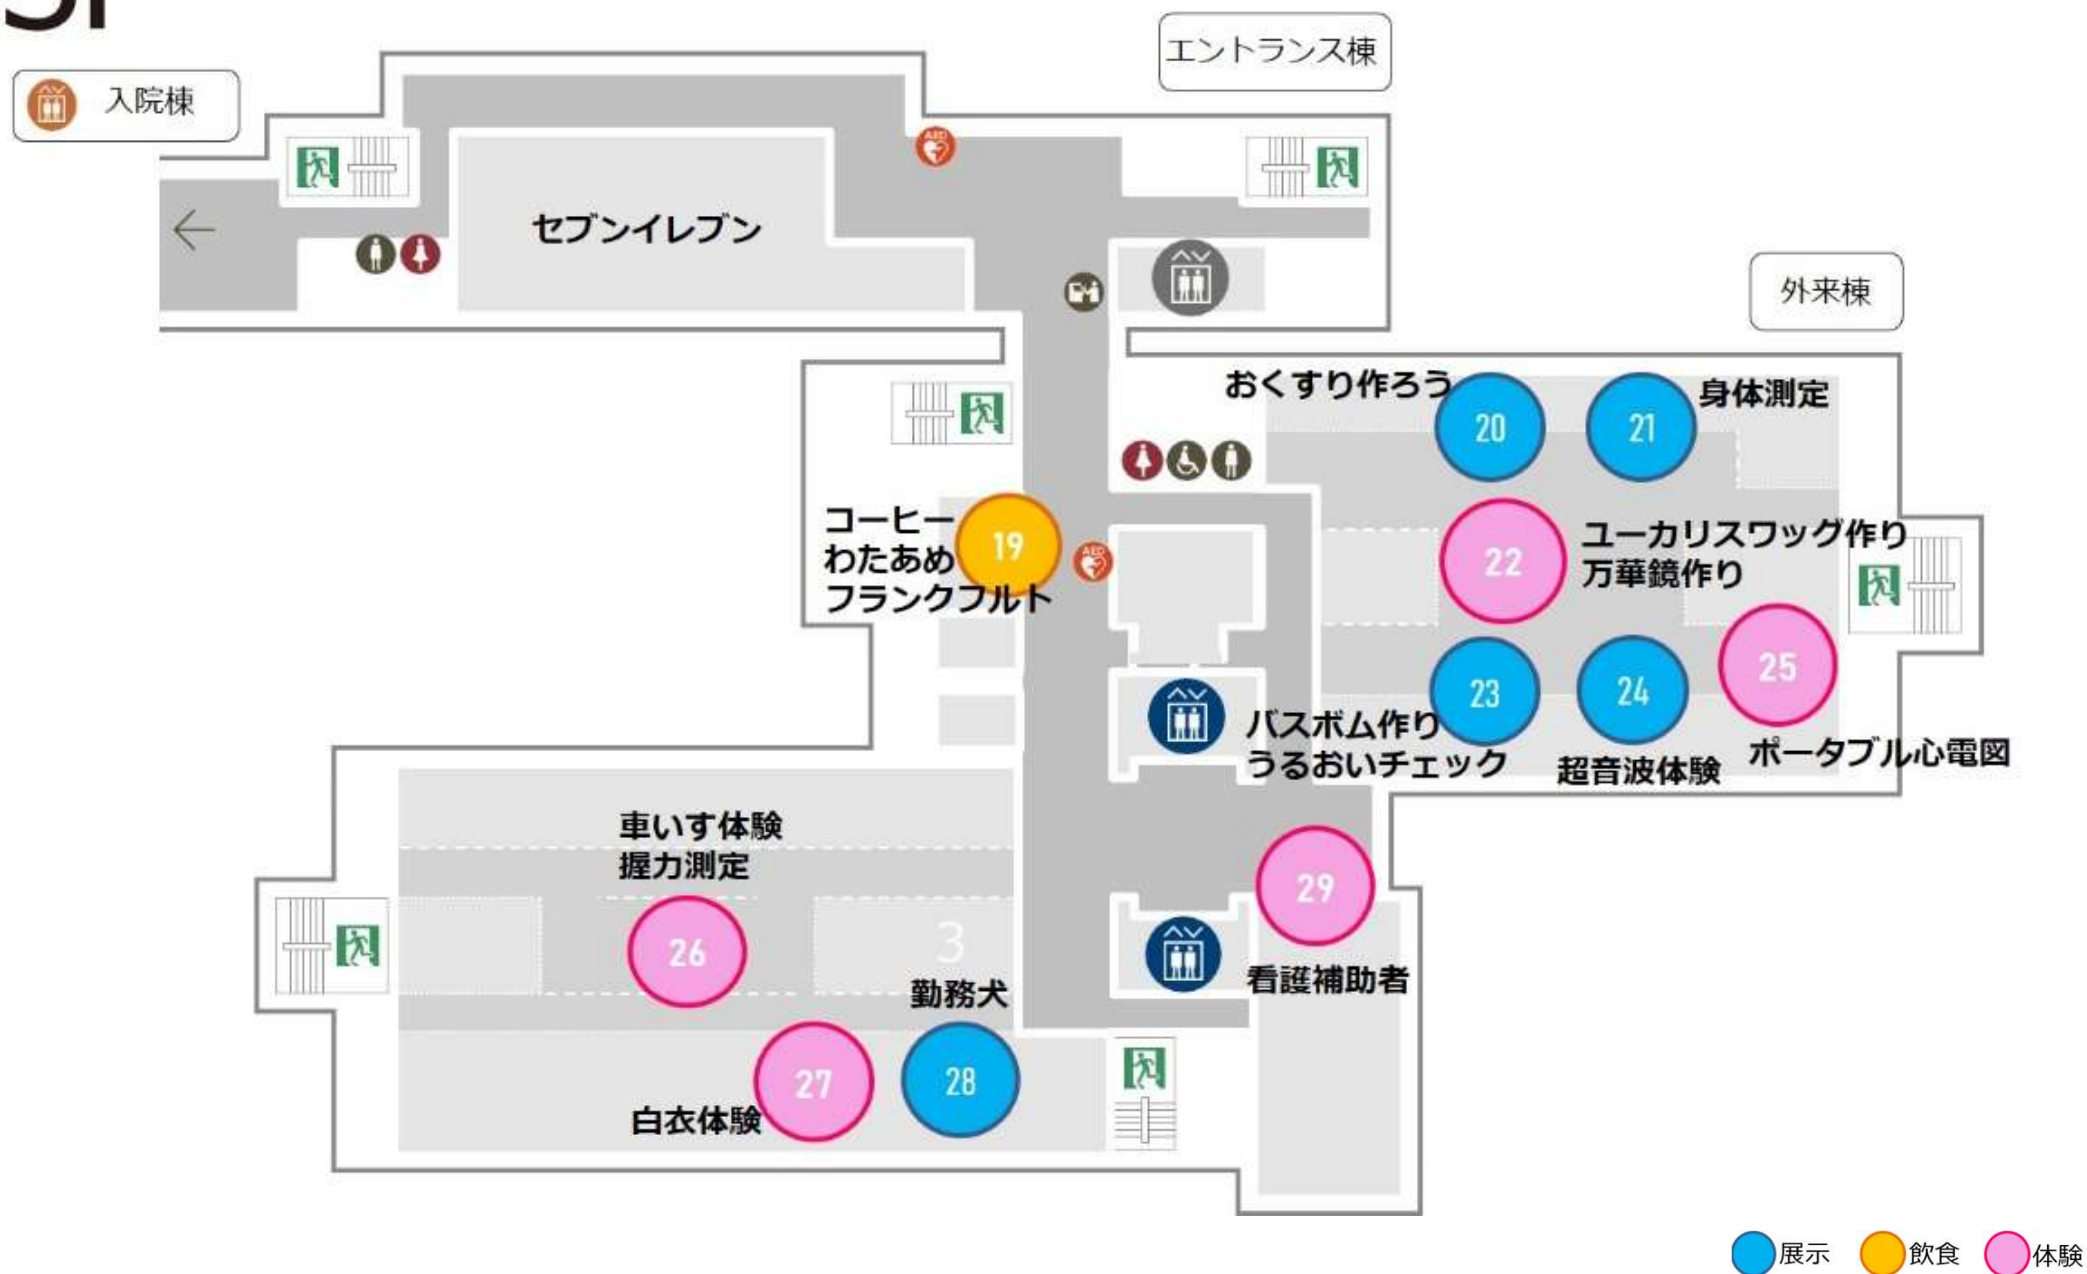 入院棟
エントランス棟
AED
セブンイレブン
外来棟
おくすり作ろう
20
21
身体測定
コーヒー
わたあめ
フランクフルト
19
AED
22
ユーカリスワッグ作り
万華鏡作り
23
バスボム作り
うるおいチェック
24
超音波体験
25
ポータブル心電図
車いす体験
握力測定
26
3
29
看護補助者
勤務犬
27
白衣体験
28
展示
飲食
体験